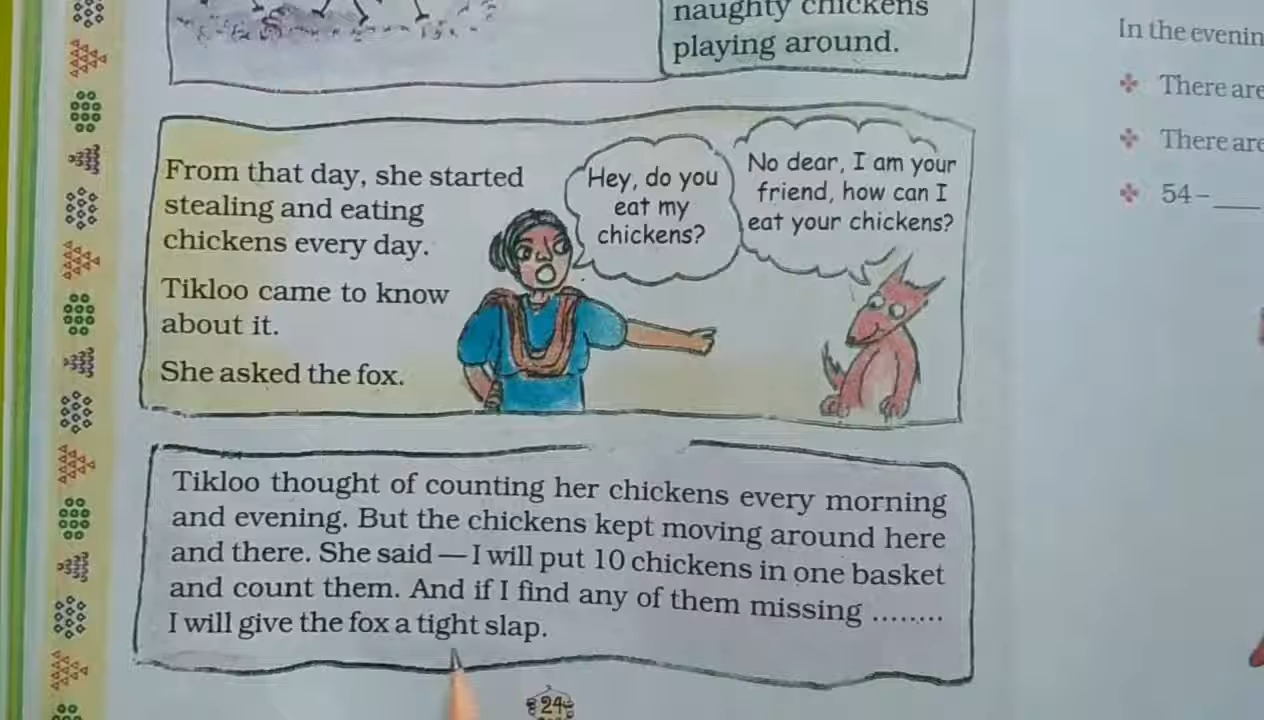 naughty chickens
playing around.
From that day, she started
stealing and eating
chickens every day.
Tikloo came to know
about it.
She asked the fox.
Hey, do you
eat my
chickens?
No dear, I am your
friend, how can I
eat your chickens?
Tikloo thought of counting her chickens every morning
and evening. But the chickens kept moving around here
and there. She said — I will put 10 chickens in one basket
and count them. And if I find any of them missing ........
I will give the fox a tight slap.
24
In the
There
There
54 – ___